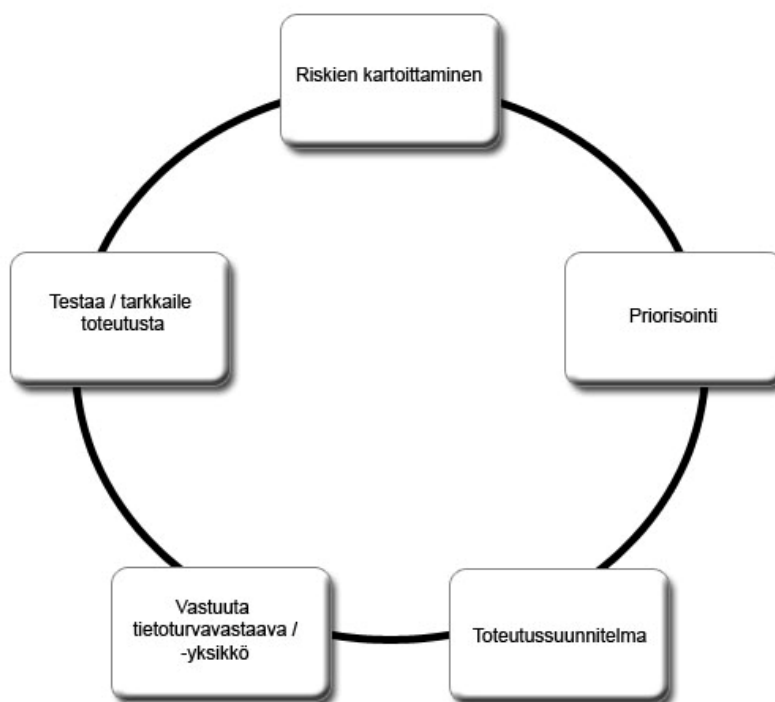 Riskien kartoittaminen
Priorisointi
Toteutussuunnitelma
Vastuuta
tietoturvavastaava /
-yksikkö
Testaa / tarkkaile
toteutusta